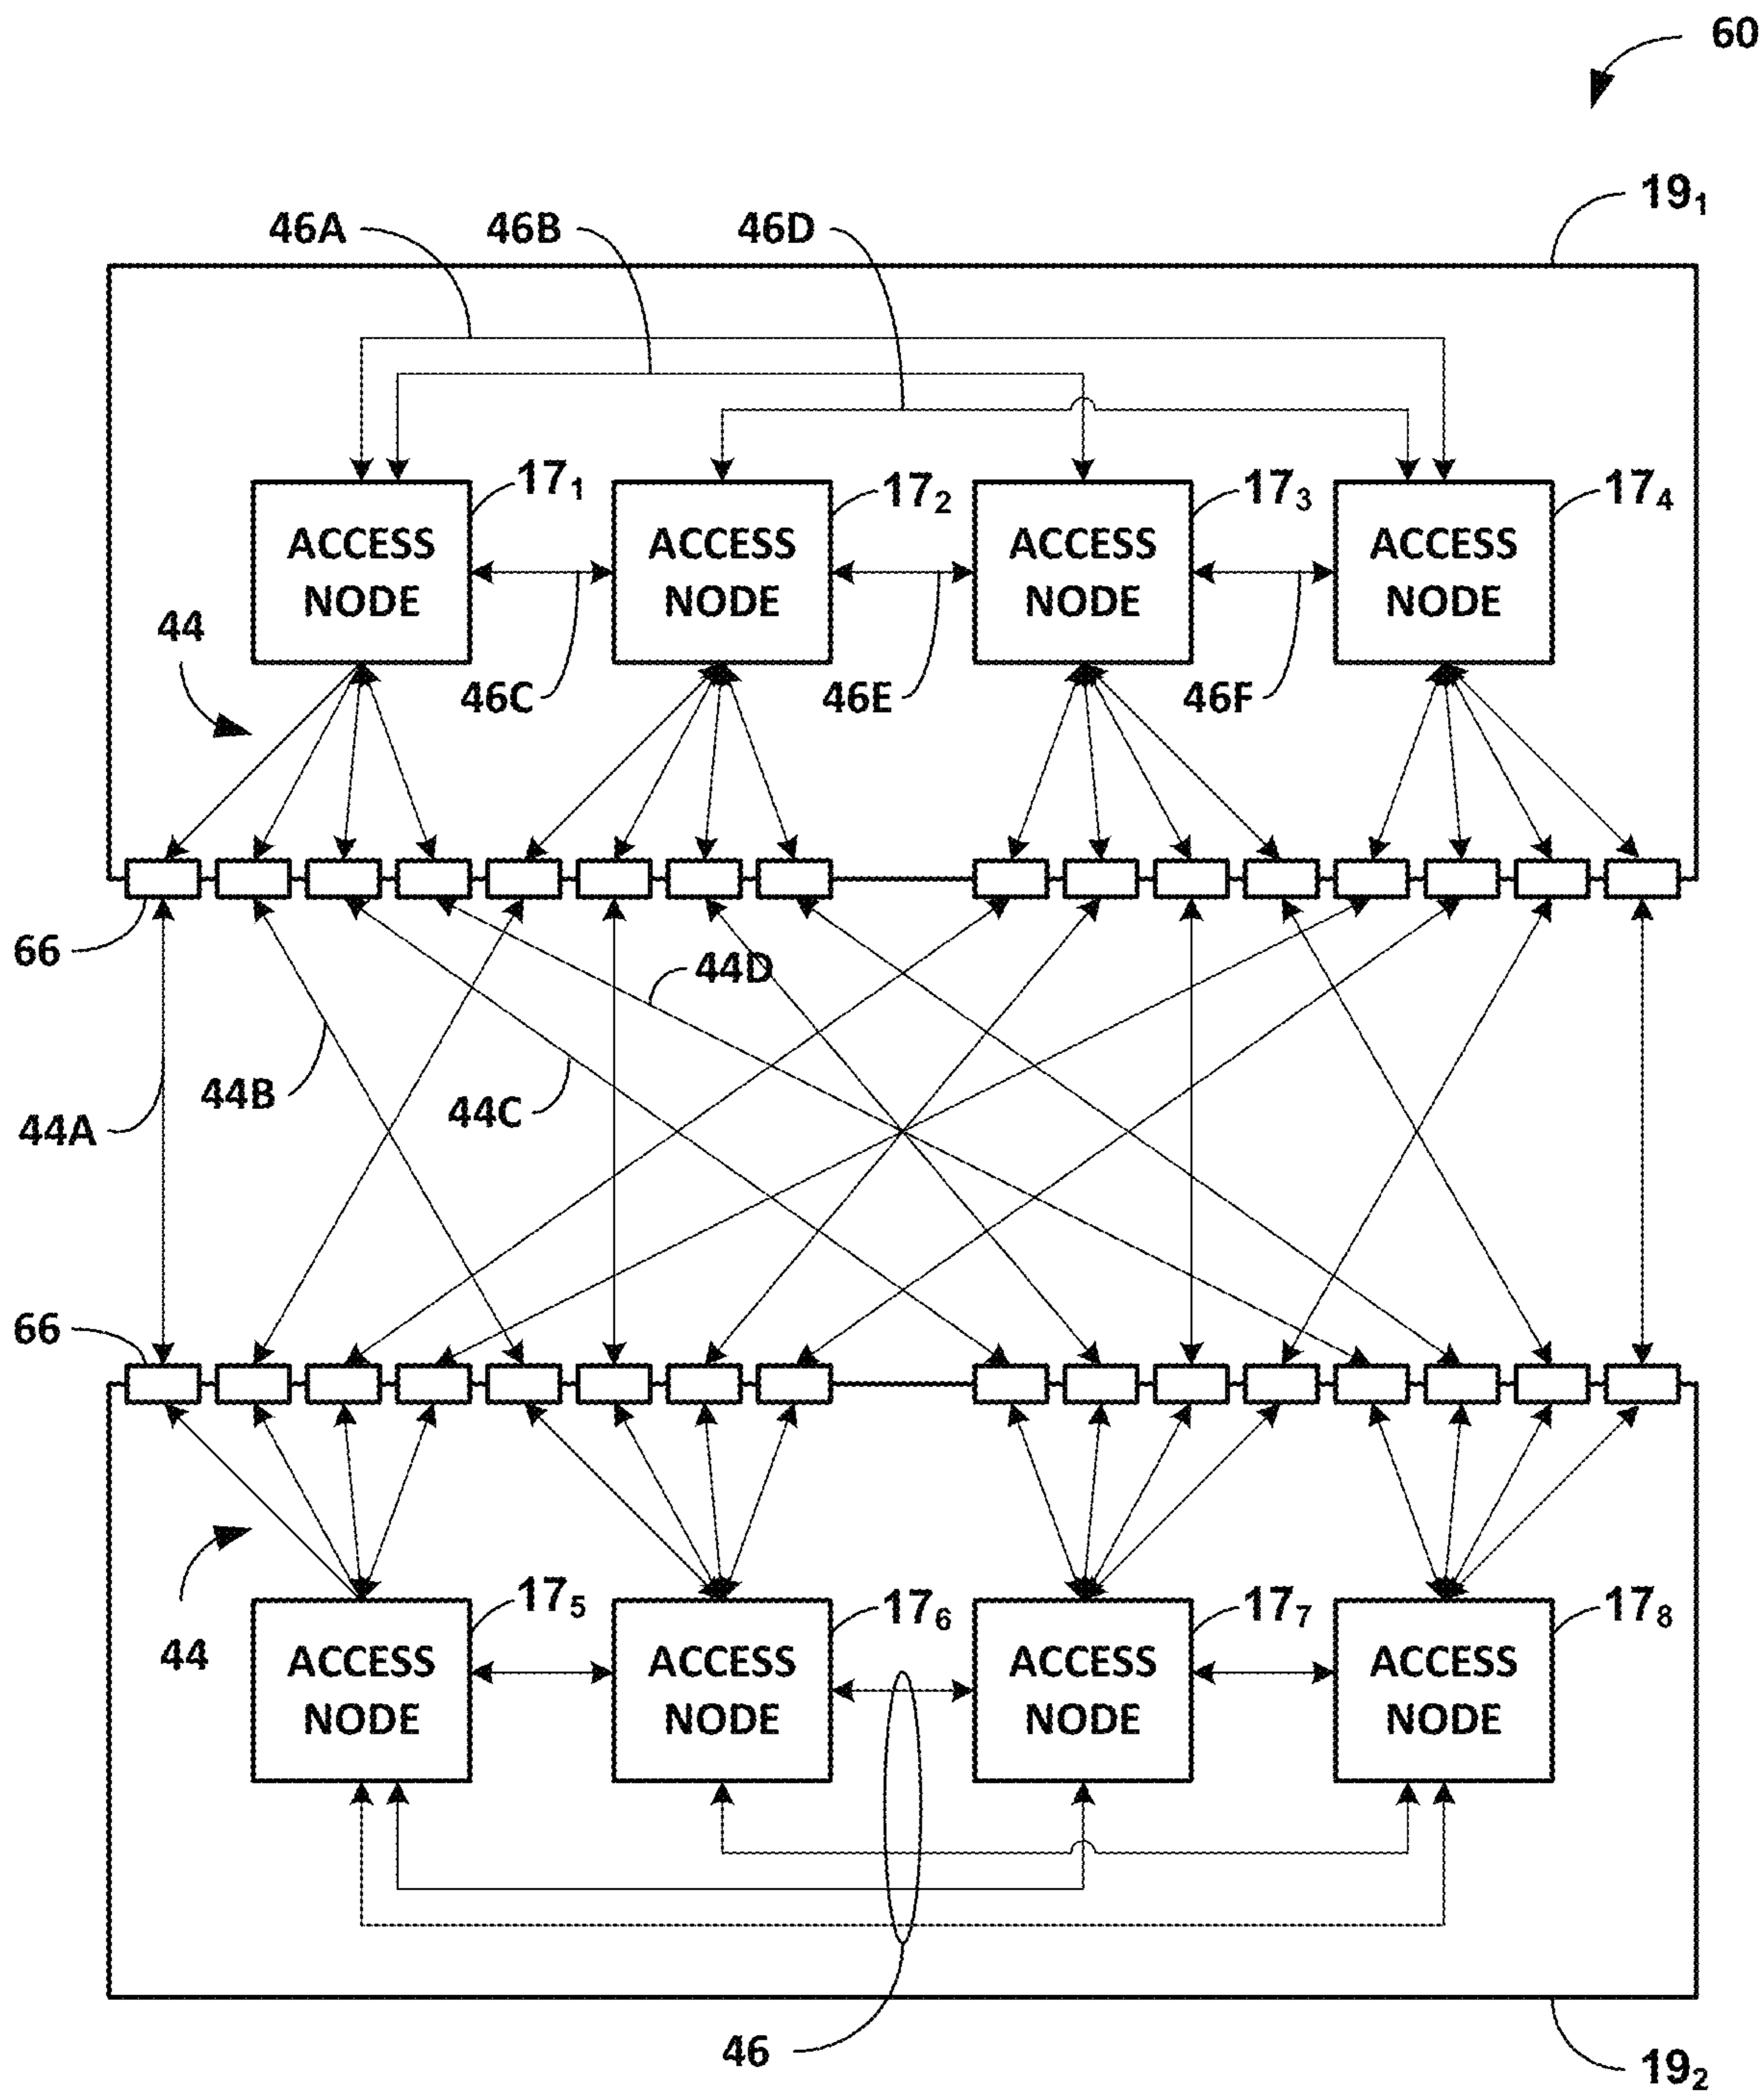 60
19₁
46A 46B 46D
17₁ 17₂ 17₃ 17₄
ACCESS NODE
ACCESS NODE
ACCESS NODE
ACCESS NODE
44
46C 46E 46F
66
44D
44B
44C
44A
66
17₅ 17₆ 17₇ 17₈
44
ACCESS NODE
ACCESS NODE
ACCESS NODE
ACCESS NODE
46
19₂